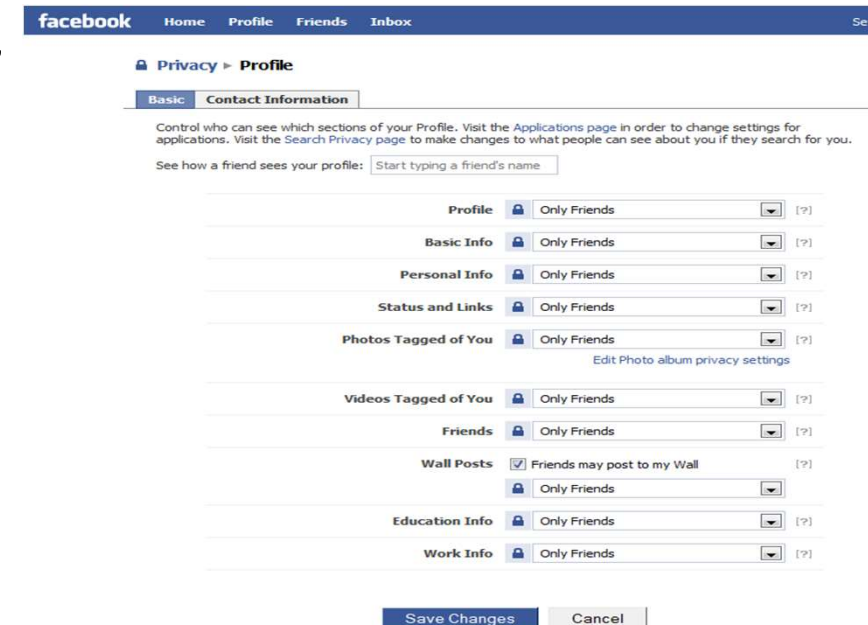 facebook Home Profile Friends Inbox Se
Privacy ▸ Profile
Basic Contact Information
Control who can see which sections of your Profile. Visit the Applications page in order to change settings for
applications. Visit the Search Privacy page to make changes to what people can see about you if they search for you.
See how a friend sees your profile: Start typing a friend's name
Profile Only Friends [?]
Basic Info Only Friends [?]
Personal Info Only Friends [?]
Status and Links Only Friends [?]
Photos Tagged of You Only Friends [?]
Edit Photo album privacy settings
Videos Tagged of You Only Friends [?]
Friends Only Friends [?]
Wall Posts Friends may post to my Wall [?]
Only Friends
Education Info Only Friends [?]
Work Info Only Friends [?]
Save Changes Cancel